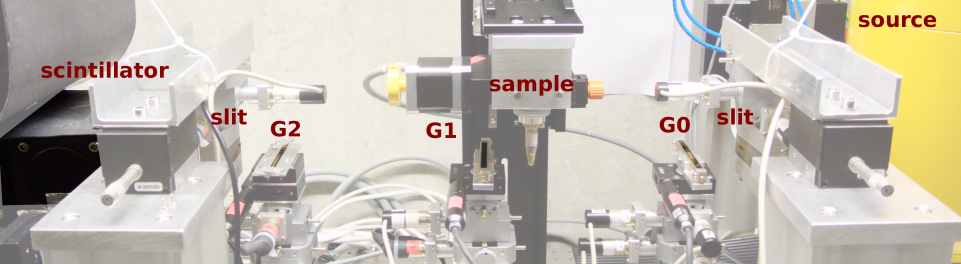 source
scintillator
sample
slit
G2
G1
G0
slit